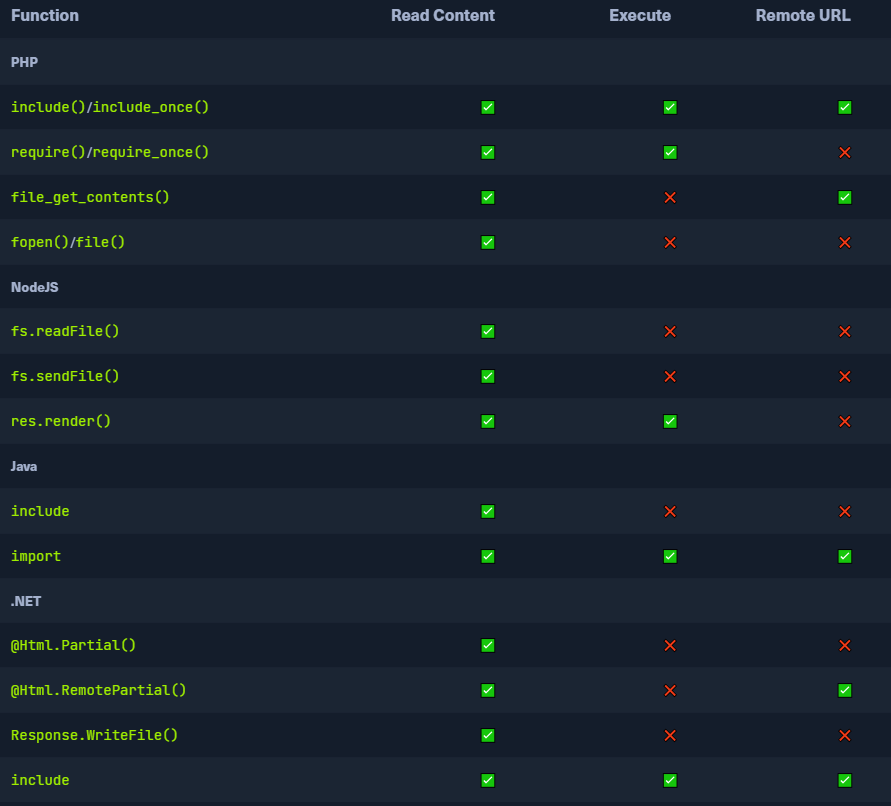 Function Read Content Execute Remote URL
PHP
include()/include_once() ✅ ✅ ✅
require()/require_once() ✅ ✅ ❌
file_get_contents() ✅ ❌ ✅
fopen()/file() ✅ ❌ ❌
NodeJS
fs.readFile() ✅ ❌ ❌
fs.sendFile() ✅ ❌ ❌
res.render() ✅ ✅ ❌
Java
include ✅ ❌ ❌
import ✅ ✅ ✅
.NET
@Html.Partial() ✅ ❌ ❌
@Html.RemotePartial() ✅ ❌ ✅
Response.WriteFile() ✅ ❌ ❌
include ✅ ✅ ✅